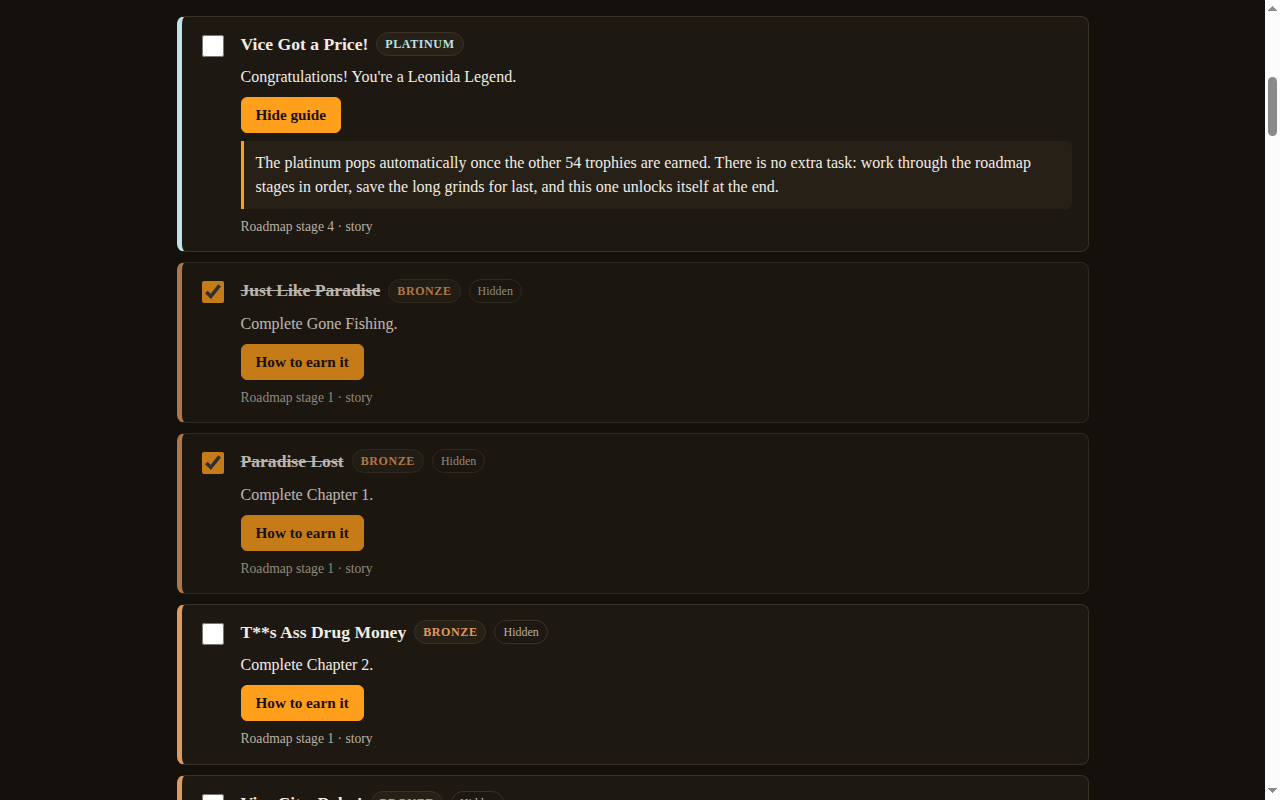 Vice Got a Price! PLATINUM
Congratulations! You're a Leonida Legend.
Hide guide
The platinum pops automatically once the other 54 trophies are earned. There is no extra task: work through the roadmap
stages in order, save the long grinds for last, and this one unlocks itself at the end.
Roadmap stage 4 · story
Just Like Paradise BRONZE Hidden
Complete Gone Fishing.
How to earn it
Roadmap stage 1 · story
Paradise Lost BRONZE Hidden
Complete Chapter 1.
How to earn it
Roadmap stage 1 · story
T**s Ass Drug Money BRONZE Hidden
Complete Chapter 2.
How to earn it
Roadmap stage 1 · story